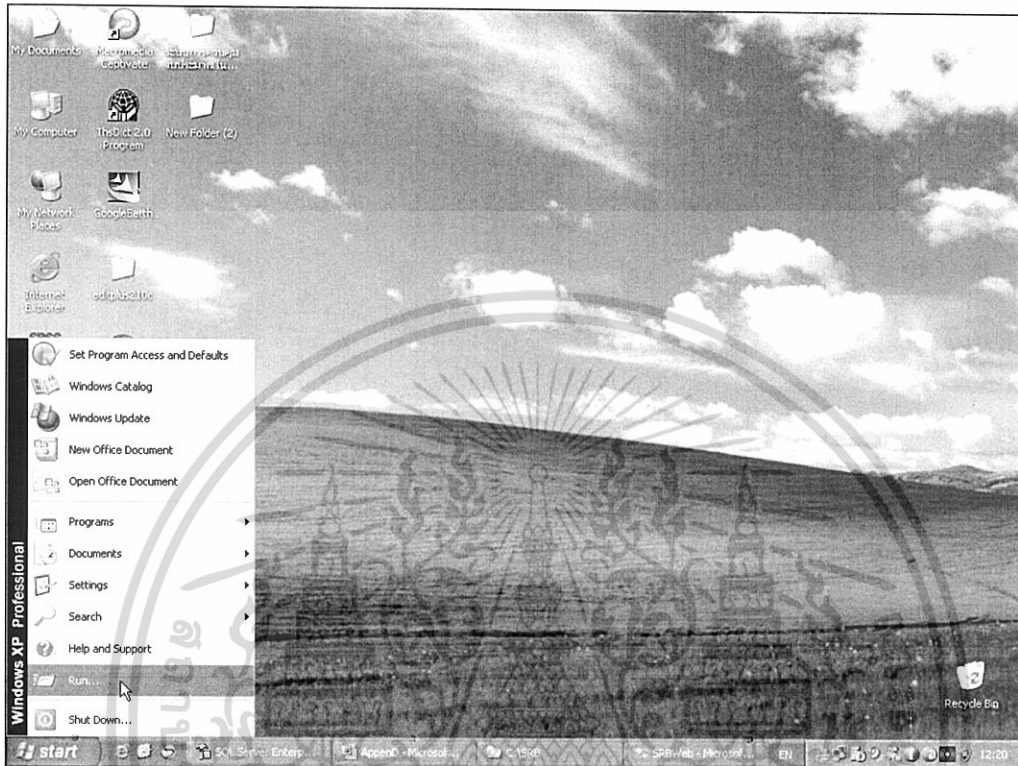 My Documents
Macromedia Captivate
My Computer
ThsDict 2.0 Program
New Folder (2)
My Network Places
GoogleEarth
Internet Explorer
Set Program Access and Defaults
Windows Catalog
Windows Update
New Office Document
Open Office Document
Programs
Documents
Settings
Search
Help and Support
Run...
Shut Down...
Windows XP Professional
Recycle Bin
start
SQL Server Enterp...
AppenD - Microsof...
C:\SRB
SRBWeb - Microsof...
EN
12:20